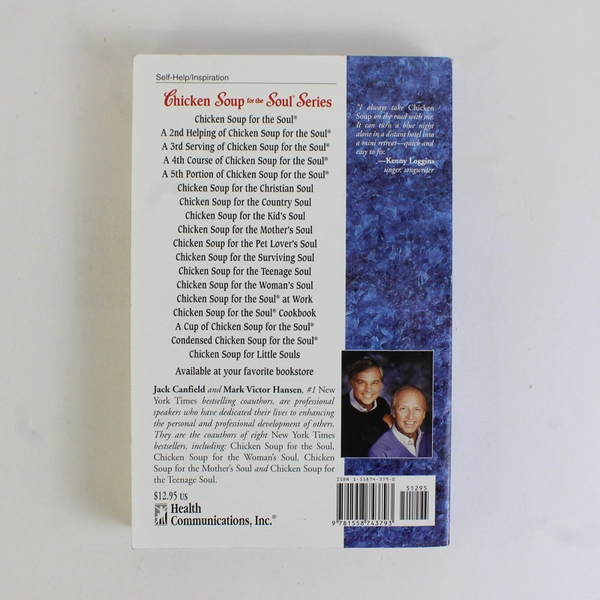 Self-Help/Inspiration
Chicken Soup for the Soul® Series
Chicken Soup for the Soul®
A 2nd Helping of Chicken Soup for the Soul®
A 3rd Serving of Chicken Soup for the Soul®
A 4th Course of Chicken Soup for the Soul®
A 5th Portion of Chicken Soup for the Soul®
Chicken Soup for the Christian Soul
Chicken Soup for the Country Soul
Chicken Soup for the Kid's Soul
Chicken Soup for the Mother's Soul
Chicken Soup for the Pet Lover's Soul
Chicken Soup for the Surviving Soul
Chicken Soup for the Teenage Soul
Chicken Soup for the Woman's Soul
Chicken Soup for the Soul® at Work
Chicken Soup for the Soul® Cookbook
A Cup of Chicken Soup for the Soul®
Condensed Chicken Soup for the Soul®
Chicken Soup for Little Souls
Available at your favorite bookstore
Jack Canfield and Mark Victor Hansen, #1 New
York Times bestselling coauthors, are professional
speakers who have dedicated their lives to enhancing
the personal and professional development of others.
They are the coauthors of eight New York Times
bestsellers, including: Chicken Soup for the Soul,
Chicken Soup for the Woman's Soul, Chicken
Soup for the Mother's Soul and Chicken Soup for
the Teenage Soul.
$12.95 US
Health
Communications, Inc.®
"I always take Chicken
Soup on the road with me.
It can turn a blue night
alone in a distant hotel into
a mini retreat—quick and
easy to fix."
—Kenny Loggins
singer, songwriter
ISBN 1-55874-379-0
51295
9 781558 743793